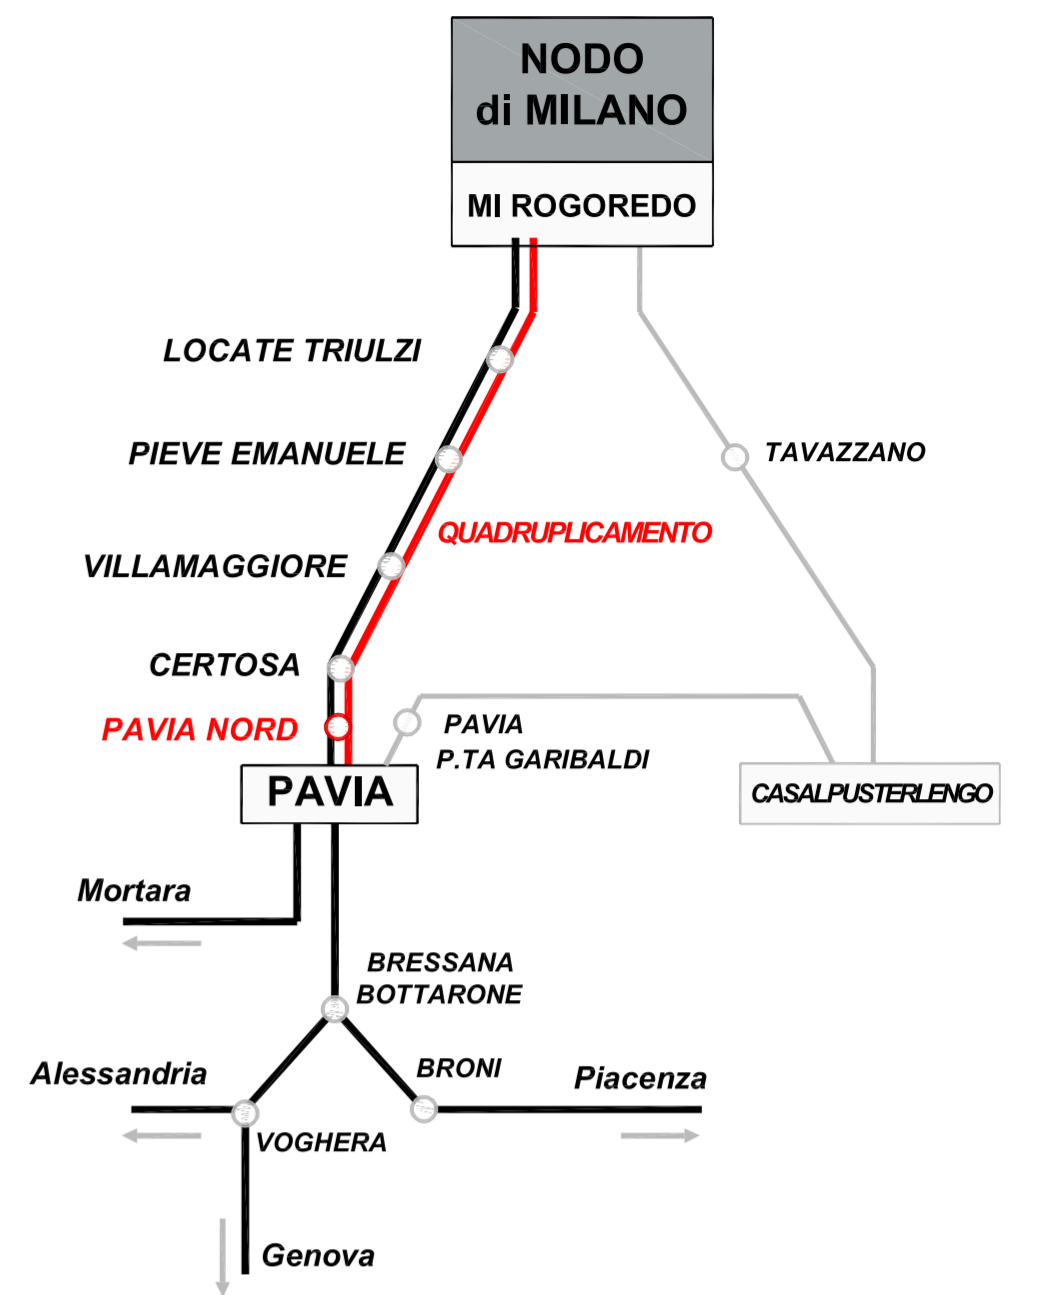 NODO
di MILANO
MI ROGOREDO
LOCATE TRIULZI
PIEVE EMANUELE
TAVAZZANO
QUADRUPLICAMENTO
VILLAMAGGIORE
CERTOSA
PAVIA NORD
PAVIA
P.TA GARIBALDI
PAVIA
CASALPUSTERLENGO
Mortara
BRESSANA
BOTTARONE
Alessandria
BRONI
Piacenza
VOGHERA
Genova